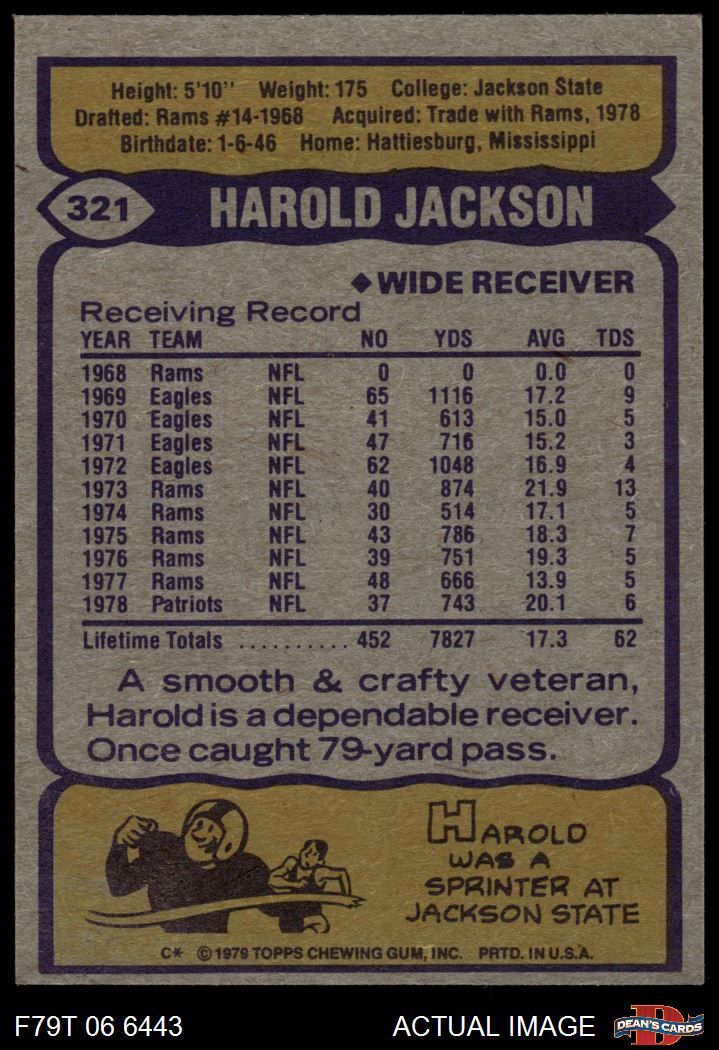 Height: 5'10" Weight: 175 College: Jackson State
Drafted: Rams #14-1968 Acquired: Trade with Rams, 1978
Birthdate: 1-6-46 Home: Hattiesburg, Mississippi
321 HAROLD JACKSON
◆WIDE RECEIVER
Receiving Record
YEAR TEAM NO YDS AVG TDS
1968 Rams NFL 0 0 0.0 0
1969 Eagles NFL 65 1116 17.2 9
1970 Eagles NFL 41 613 15.0 5
1971 Eagles NFL 47 716 15.2 3
1972 Eagles NFL 62 1048 16.9 4
1973 Rams NFL 40 874 21.9 13
1974 Rams NFL 30 514 17.1 5
1975 Rams NFL 43 786 18.3 7
1976 Rams NFL 39 751 19.3 5
1977 Rams NFL 48 666 13.9 5
1978 Patriots NFL 37 743 20.1 6
Lifetime Totals .......... 452 7827 17.3 62
A smooth & crafty veteran,
Harold is a dependable receiver.
Once caught 79-yard pass.
HAROLD
WAS A
SPRINTER AT
JACKSON STATE
C* © 1979 TOPPS CHEWING GUM, INC. PRTD. IN U.S.A.
F79T 06 6443 ACTUAL IMAGE D DEAN'S CARDS